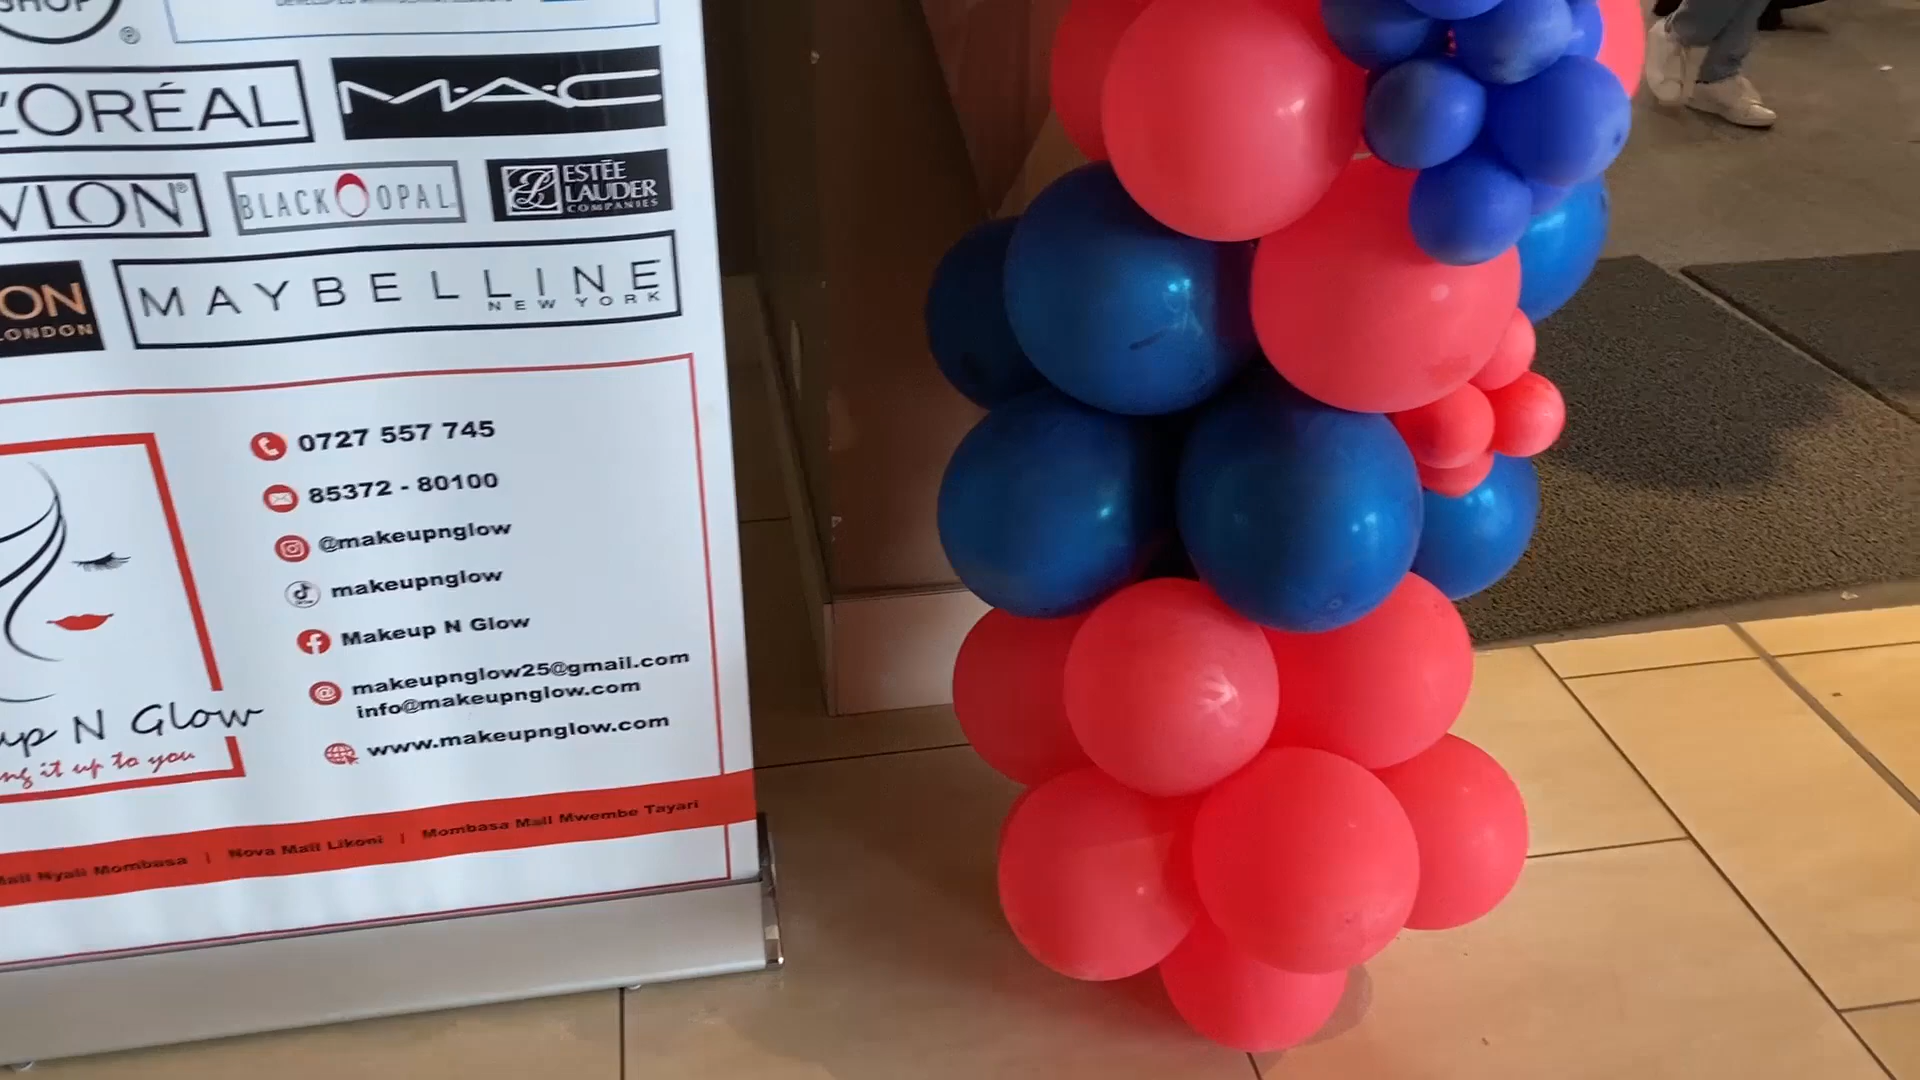 SHOP
®
L'ORÉAL
M·A·C
VLON®
BLACK OPAL
ESTĒE
LAUDER
COMPANIES
ON
LONDON
MAYBELLINE
NEW YORK
0727 557 745
85372 - 80100
@makeupnglow
makeupnglow
Makeup N Glow
makeupnglow25@gmail.com
info@makeupnglow.com
www.makeupnglow.com
up N Glow
ng it up to you
Mall Nyali Mombasa | Nova Mall Likoni | Mombasa Mall Mwembe Tayari